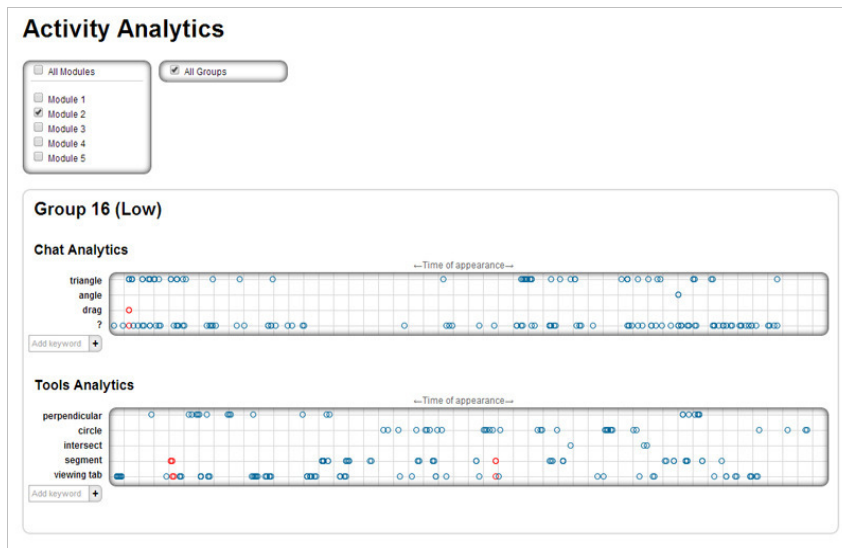 Activity Analytics
All Modules
All Groups
Module 1
Module 2
Module 3
Module 4
Module 5
Group 16 (Low)
Chat Analytics
←Time of appearance→
triangle
angle
drag
?
Add keyword +
Tools Analytics
←Time of appearance→
perpendicular
circle
intersect
segment
viewing tab
Add keyword +